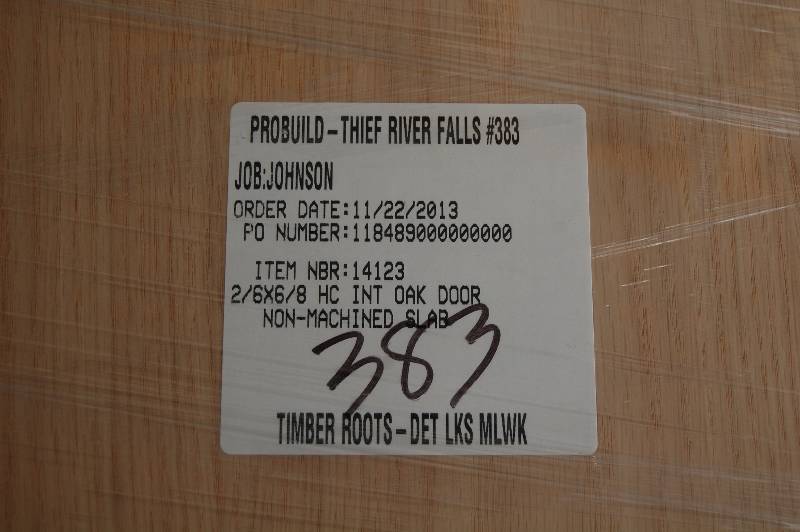 PROBUILD-THIEF RIVER FALLS #383
JOB:JOHNSON
ORDER DATE:11/22/2013
PO NUMBER:118489000000000
ITEM NBR:14123
2/6X6/8 HC INT OAK DOOR
NON-MACHINED SLAB
383
TIMBER ROOTS-DET LKS MLWK